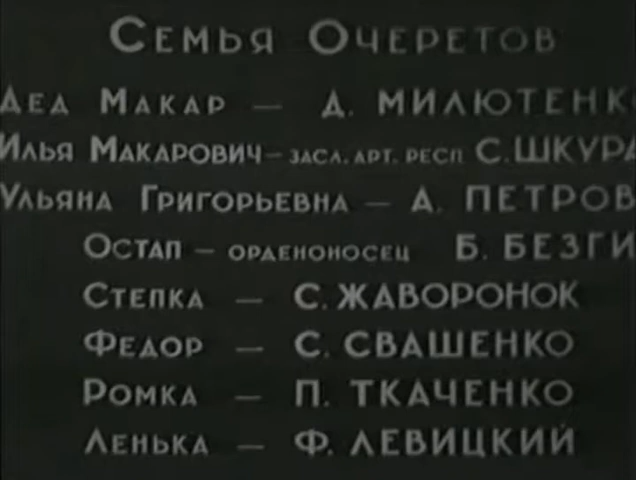 Семья Очеретов
Дед Макар — Д. МИЛЮТЕНК
Илья Макарович — засл. арт. респ С. ШКУРА
Ульяна Григорьевна — А. ПЕТРОВ
Остап — орденоносец Б. БЕЗГИ
Степка — С. ЖАВОРОНОК
Федор — С. СВАШЕНКО
Ромка — П. ТКАЧЕНКО
Ленька — Ф. ЛЕВИЦКИЙ